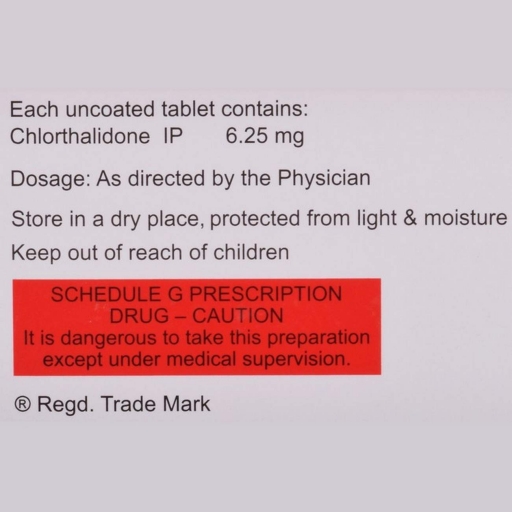 Each uncoated tablet contains:
Chlorthalidone IP 6.25 mg
Dosage: As directed by the Physician
Store in a dry place, protected from light & moisture
Keep out of reach of children
SCHEDULE G PRESCRIPTION
DRUG – CAUTION
It is dangerous to take this preparation
except under medical supervision.
® Regd. Trade Mark